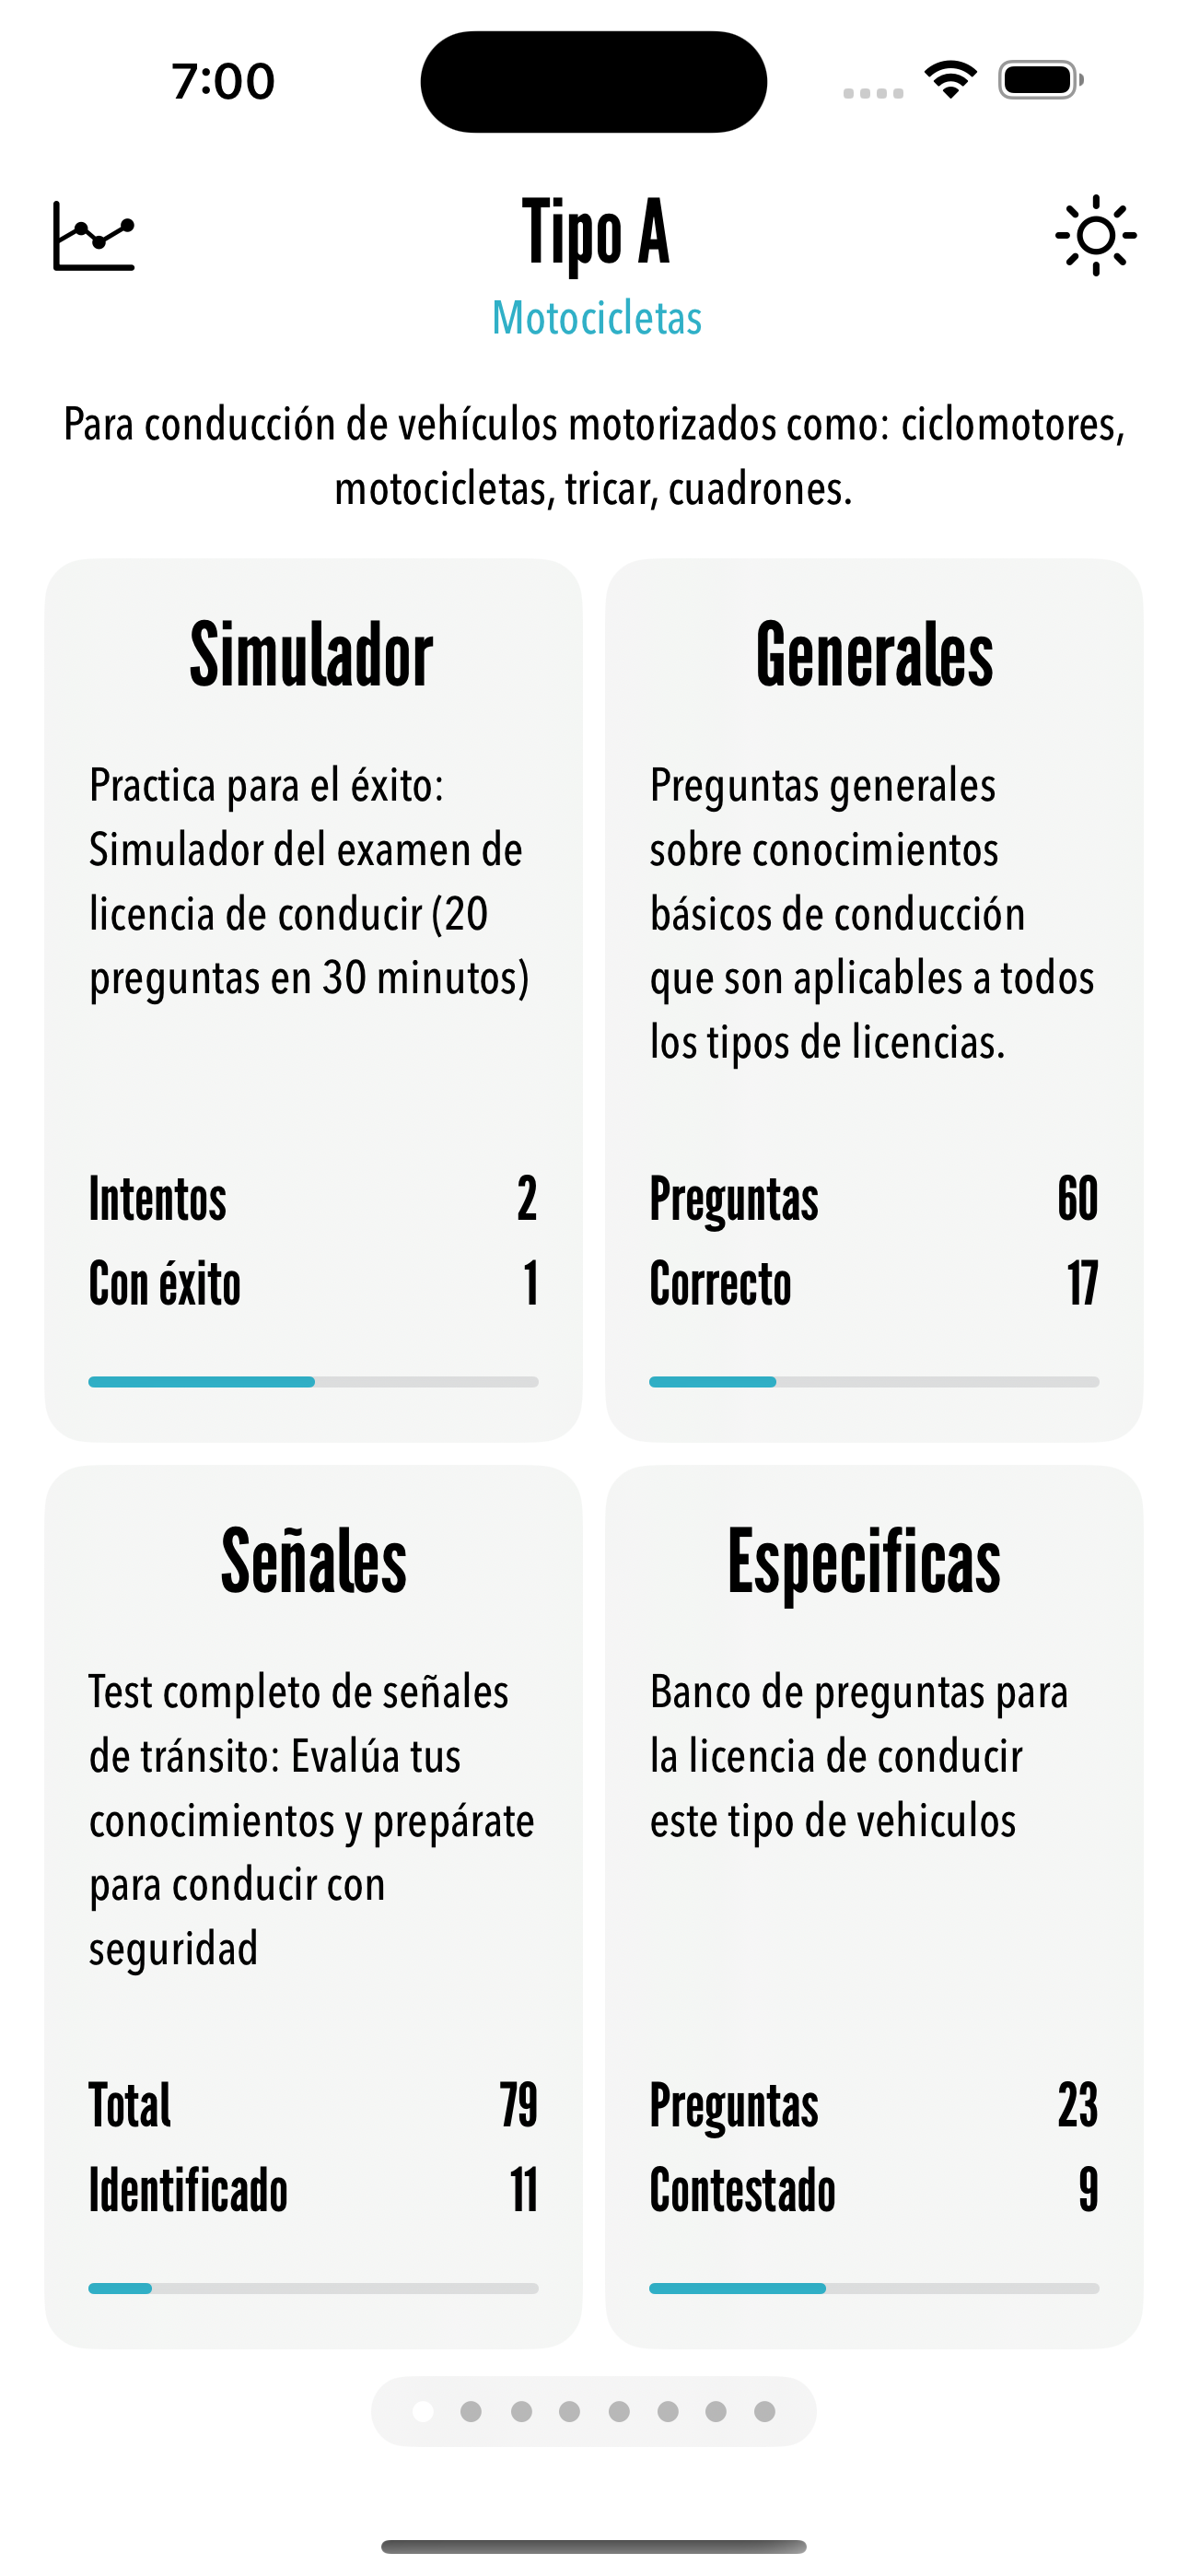 7:00
Tipo A
Motocicletas
Para conducción de vehículos motorizados como: ciclomotores,
motocicletas, tricar, cuadrones.
Simulador
Practica para el éxito:
Simulador del examen de
licencia de conducir (20
preguntas en 30 minutos)
Intentos 2
Con éxito 1
Generales
Preguntas generales
sobre conocimientos
básicos de conducción
que son aplicables a todos
los tipos de licencias.
Preguntas 60
Correcto 17
Señales
Test completo de señales
de tránsito: Evalúa tus
conocimientos y prepárate
para conducir con
seguridad
Total 79
Identificado 11
Especificas
Banco de preguntas para
la licencia de conducir
este tipo de vehiculos
Preguntas 23
Contestado 9